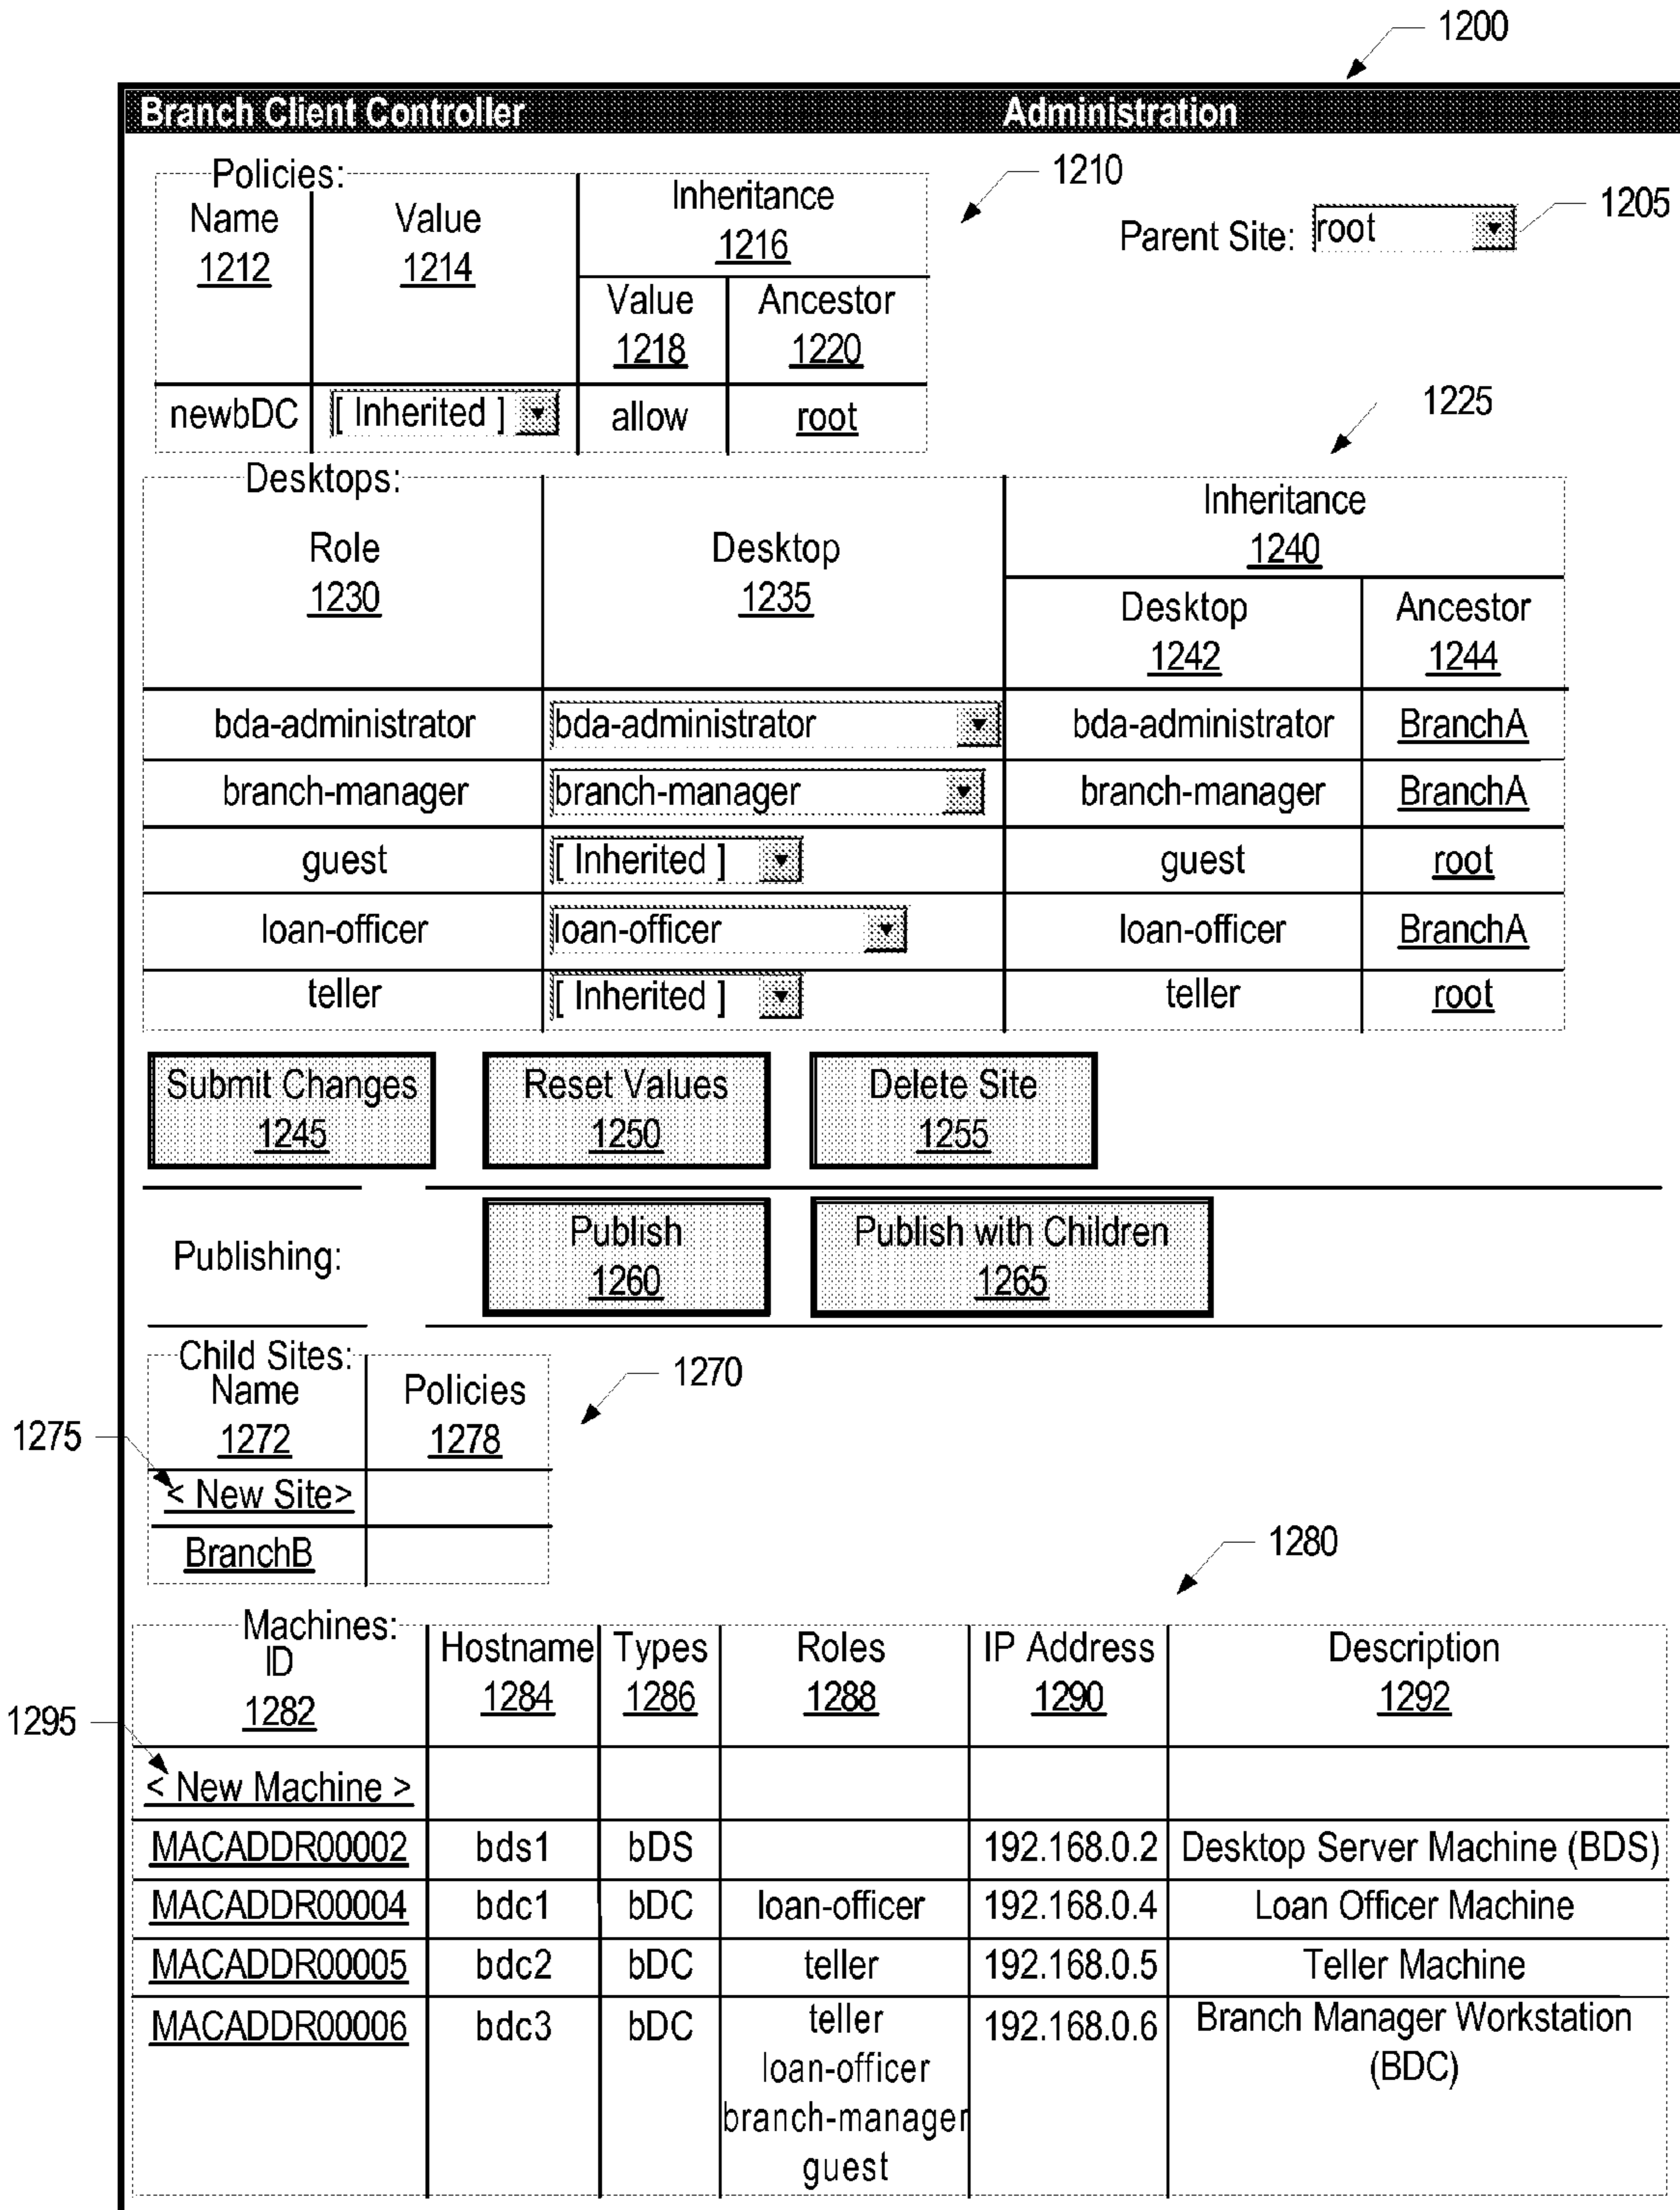 1200
Branch Client Controller Administration
Policies:
Name Value Inheritance
1212 1214 1216
Value Ancestor
1218 1220
newbDC [ Inherited ] allow root
1210
Parent Site: root
1205
1225
Desktops:
Role Desktop Inheritance
1230 1235 1240
Desktop Ancestor
1242 1244
bda-administrator bda-administrator bda-administrator BranchA
branch-manager branch-manager branch-manager BranchA
guest [ Inherited ] guest root
loan-officer loan-officer loan-officer BranchA
teller [ Inherited ] teller root
Submit Changes Reset Values Delete Site
1245 1250 1255
Publishing: Publish Publish with Children
1260 1265
Child Sites:
Name Policies
1272 1278
1270
1275
< New Site>
BranchB
1280
Machines:
ID Hostname Types Roles IP Address Description
1282 1284 1286 1288 1290 1292
1295
< New Machine >
MACADDR00002 bds1 bDS 192.168.0.2 Desktop Server Machine (BDS)
MACADDR00004 bdc1 bDC loan-officer 192.168.0.4 Loan Officer Machine
MACADDR00005 bdc2 bDC teller 192.168.0.5 Teller Machine
MACADDR00006 bdc3 bDC teller 192.168.0.6 Branch Manager Workstation
loan-officer (BDC)
branch-manager
guest